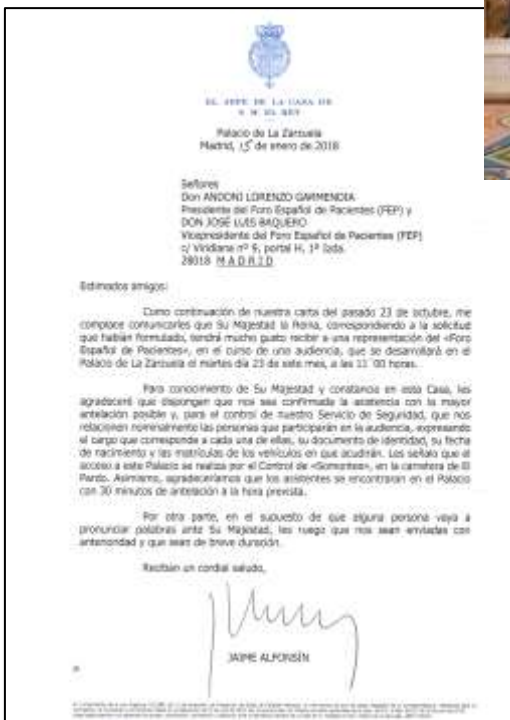 EL JEFE DE LA CASA DE
S. M. EL REY
Palacio de La Zarzuela
Madrid, 15 de enero de 2018
Señores
Don ANDONI LORENZO GARMENDIA
Presidente del Foro Español de Pacientes (FEP) y
DON JOSÉ LUIS BAQUERO
Vicepresidente del Foro Español de Pacientes (FEP)
c/ Viridiana nº 9, portal H, 1ª Izda.
28018 M A D R I D
Estimados amigos:
Como continuación de nuestra carta del pasado 23 de octubre, me
complace comunicarles que Su Majestad la Reina, correspondiendo a la solicitud
que habían formulado, tendrá mucho gusto recibir a una representación del «Foro
Español de Pacientes», en el curso de una audiencia, que se desarrollará en el
Palacio de La Zarzuela el martes día 23 de este mes, a las 11´00 horas.
Para conocimiento de Su Majestad y constancia en esta Casa, les
agradeceré que dispongan que nos sea confirmada la asistencia con la mayor
antelación posible y, para el control de nuestro Servicio de Seguridad, que nos
relacionen nominalmente las personas que participarán en la audiencia, expresando
el cargo que corresponde a cada una de ellas, su documento de identidad, su fecha
de nacimiento y las matrículas de los vehículos en que acudirán. Les señalo que el
acceso a este Palacio se realiza por el Control de «Somontes», en la carretera de El
Pardo. Asimismo, agradeceríamos que los asistentes se encontraran en el Palacio
con 30 minutos de antelación a la hora prevista.
Por otra parte, en el supuesto de que alguna persona vaya a
pronunciar palabras ante Su Majestad, les ruego que nos sean enviadas con
anterioridad y que sean de breve duración.
Reciban un cordial saludo,
JAIME ALFONSÍN